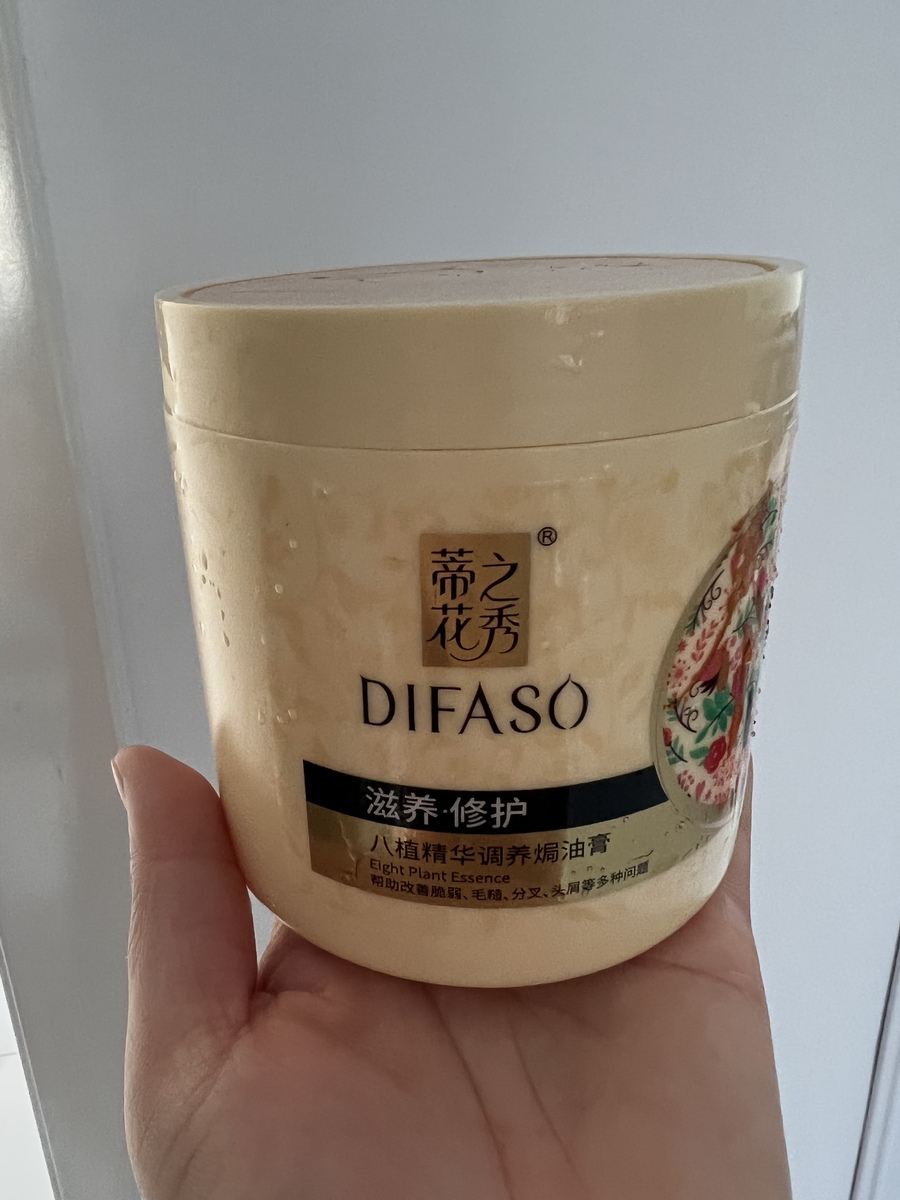 蒂之
花秀
®
DIFASO
滋养·修护
八植精华调养焗油膏
Eight Plant Essence
帮助改善脆弱、毛糙、分叉、头屑等多种问题